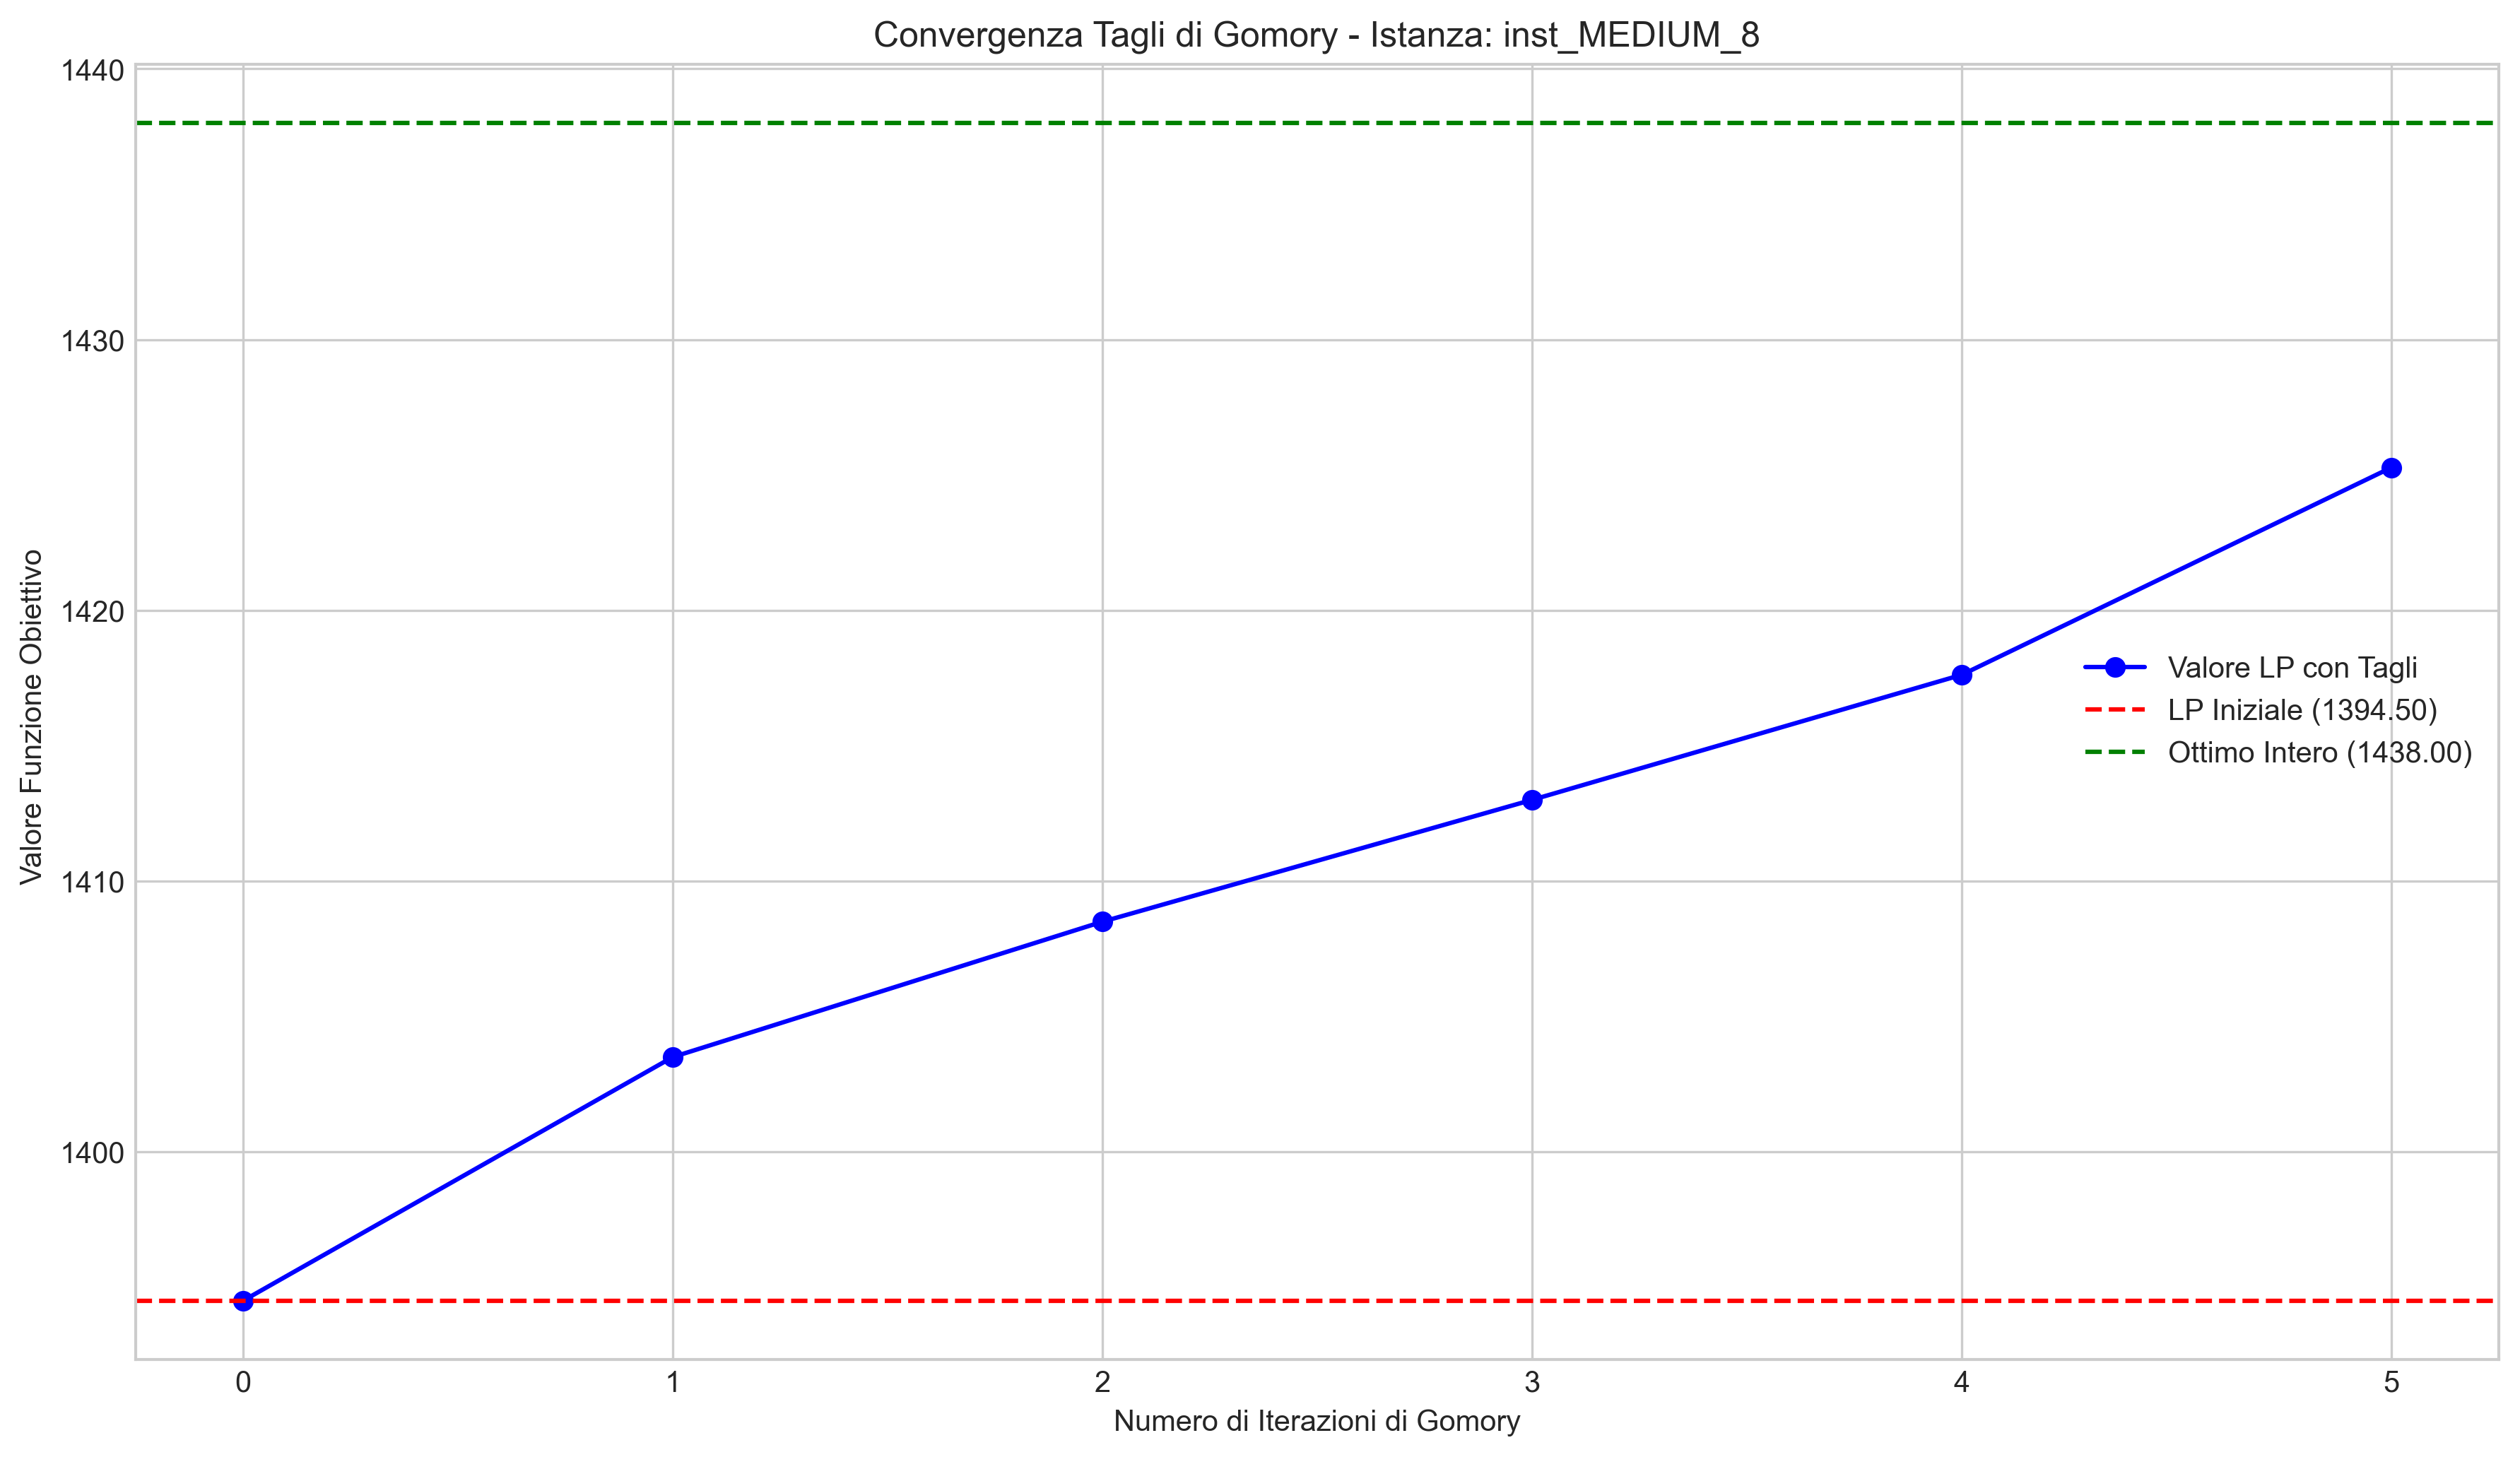 Convergenza Tagli di Gomory - Istanza: inst_MEDIUM_8
Valore Funzione Obiettivo
1440
1430
1420
1410
1400
Valore LP con Tagli
LP Iniziale (1394.50)
Ottimo Intero (1438.00)
0 1 2 3 4 5
Numero di Iterazioni di Gomory